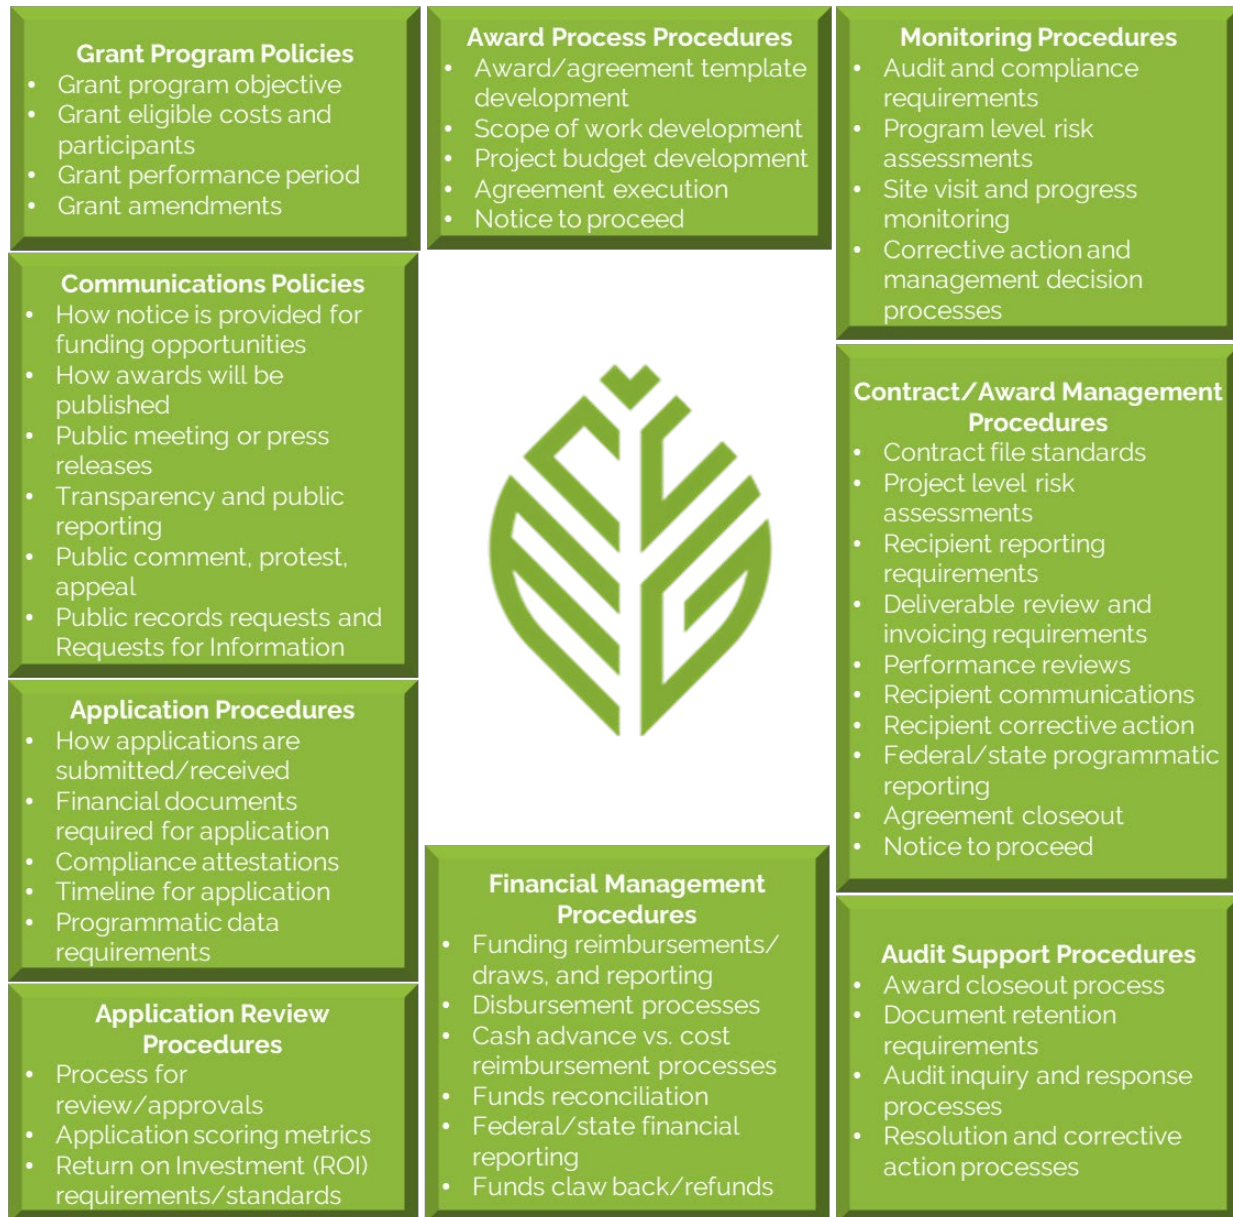 Grant Program Policies
• Grant program objective
• Grant eligible costs and
participants
• Grant performance period
• Grant amendments
Communications Policies
• How notice is provided for
funding opportunities
• How awards will be
published
• Public meeting or press
releases
• Transparency and public
reporting
• Public comment, protest,
appeal
• Public records requests and
Requests for Information
Application Procedures
• How applications are
submitted/received
• Financial documents
required for application
• Compliance attestations
• Timeline for application
• Programmatic data
requirements
Application Review
Procedures
• Process for
review/approvals
• Application scoring metrics
• Return on Investment (ROI)
requirements/standards
Award Process Procedures
• Award/agreement template
development
• Scope of work development
• Project budget development
• Agreement execution
• Notice to proceed
Financial Management
Procedures
• Funding reimbursements/
draws, and reporting
• Disbursement processes
• Cash advance vs. cost
reimbursement processes
• Funds reconciliation
• Federal/state financial
reporting
• Funds claw back/refunds
Monitoring Procedures
• Audit and compliance
requirements
• Program level risk
assessments
• Site visit and progress
monitoring
• Corrective action and
management decision
processes
Contract/Award Management
Procedures
• Contract file standards
• Project level risk
assessments
• Recipient reporting
requirements
• Deliverable review and
invoicing requirements
• Performance reviews
• Recipient communications
• Recipient corrective action
• Federal/state programmatic
reporting
• Agreement closeout
• Notice to proceed
Audit Support Procedures
• Award closeout process
• Document retention
requirements
• Audit inquiry and response
processes
• Resolution and corrective
action processes